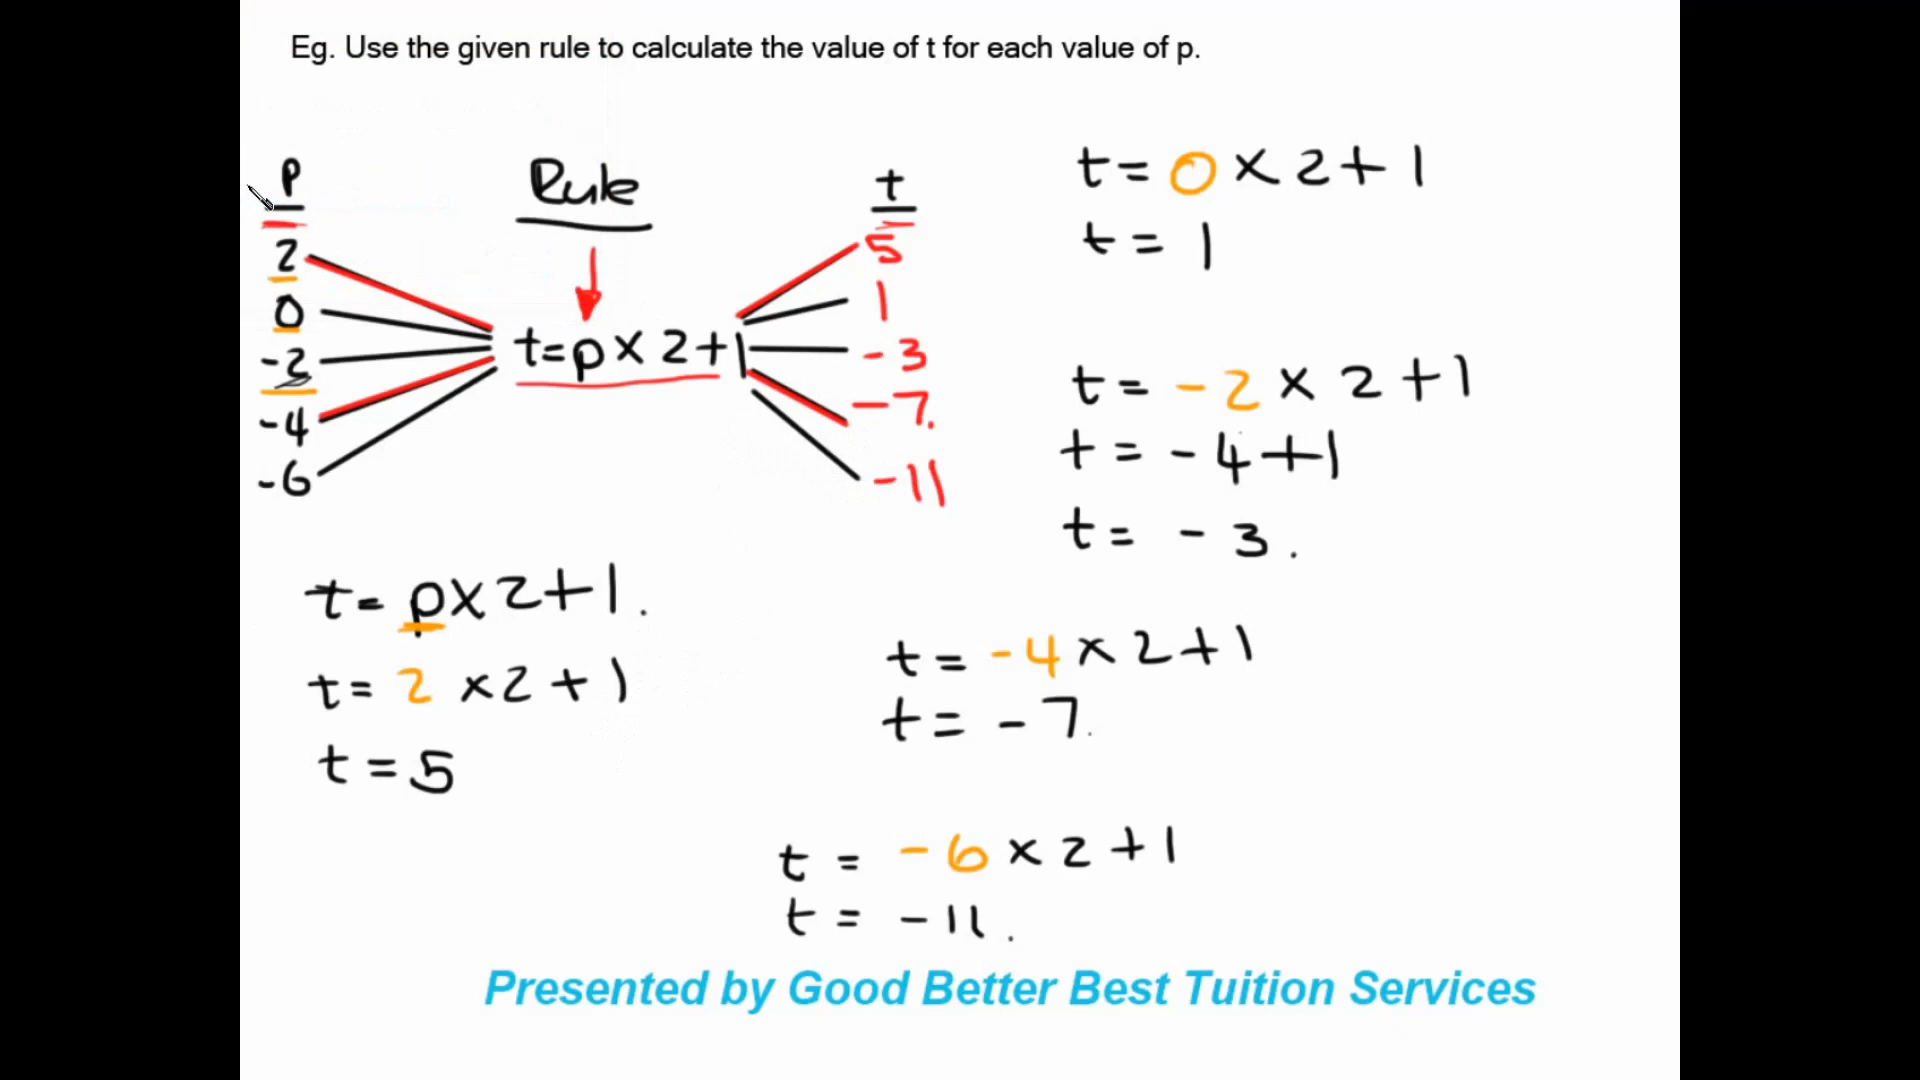 Eg. Use the given rule to calculate the value of t for each value of p.
p
2
0
-2
-4
-6
Rule
t=p×2+1
t
5
1
-3
-7.
-11
t=0×2+1
t=1
t=-2×2+1
t=-4+1
t=-3.
t=p×2+1.
t=2×2+1
t=5
t=-4×2+1
t=-7.
t=-6×2+1
t=-11.
Presented by Good Better Best Tuition Services